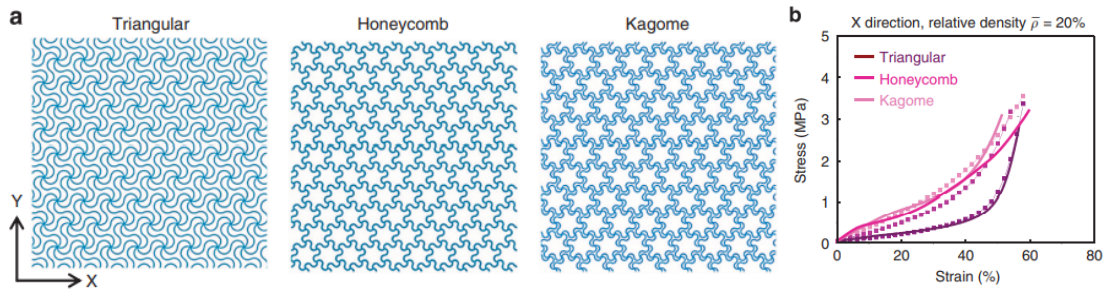 a
Triangular
Honeycomb
Kagome
Y
X
b
X direction, relative density ρ̅ = 20%
Stress (MPa)
5
4
3
2
1
0
Triangular
Honeycomb
Kagome
0
20
40
60
80
Strain (%)